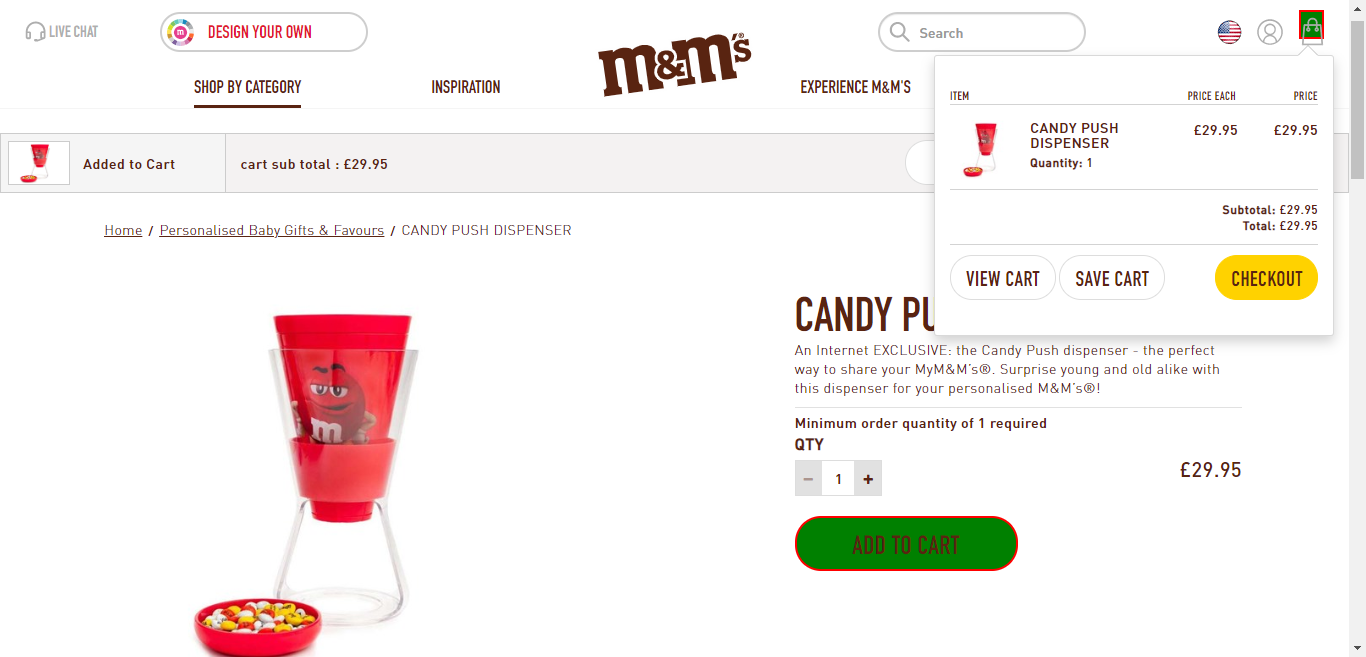 LIVE CHAT
DESIGN YOUR OWN
m&m's®
Search
SHOP BY CATEGORY
INSPIRATION
EXPERIENCE M&M'S
ITEM PRICE EACH PRICE
CANDY PUSH DISPENSER £29.95 £29.95
Quantity: 1
Subtotal: £29.95
Total: £29.95
VIEW CART SAVE CART CHECKOUT
Added to Cart
cart sub total : £29.95
Home / Personalised Baby Gifts & Favours / CANDY PUSH DISPENSER
m
CANDY
An Internet EXCLUSIVE: the Candy Push dispenser - the perfect
way to share your MyM&M's®. Surprise young and old alike with
this dispenser for your personalised M&M's®!
Minimum order quantity of 1 required
QTY
− 1 +
£29.95
ADD TO CART